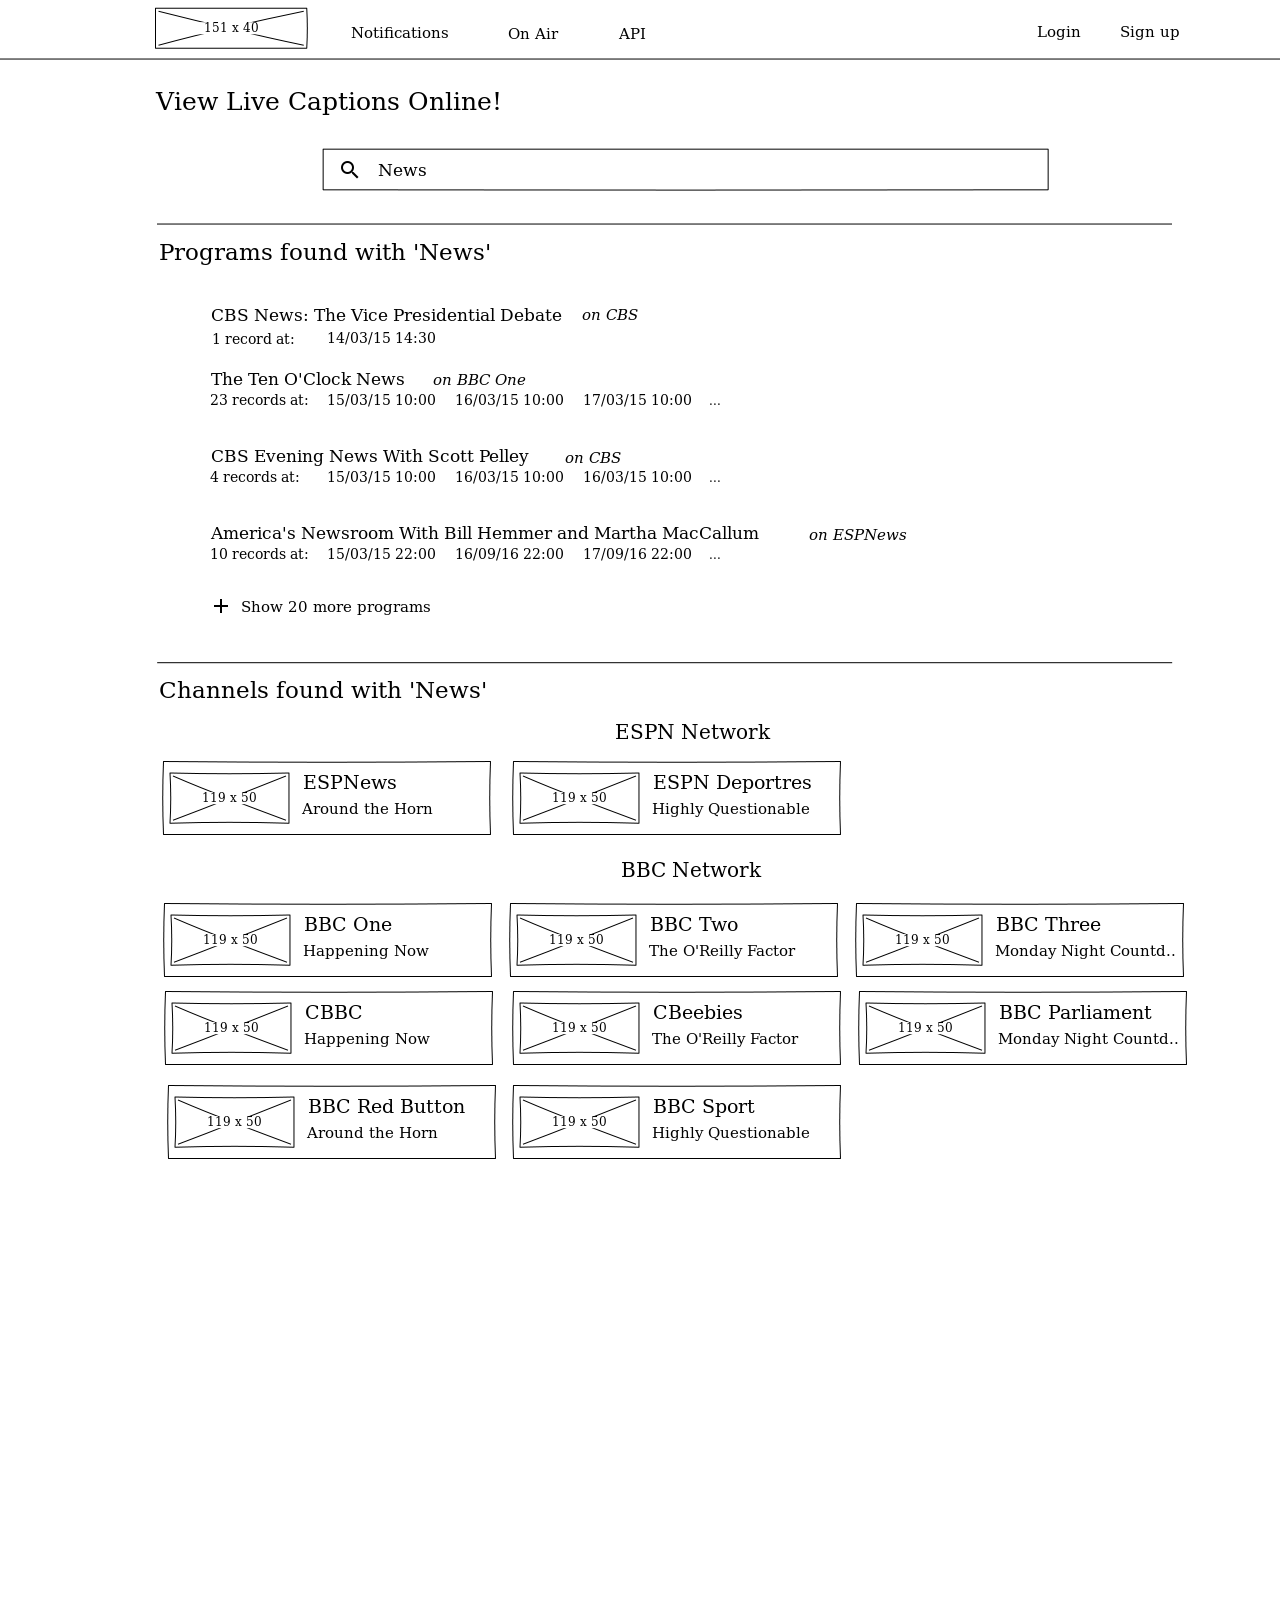 151 x 40 Notifications On Air API Login Sign up
View Live Captions Online!
News
Programs found with 'News'
CBS News: The Vice Presidential Debate on CBS
1 record at: 14/03/15 14:30
The Ten O'Clock News on BBC One
23 records at: 15/03/15 10:00 16/03/15 10:00 17/03/15 10:00 ...
CBS Evening News With Scott Pelley on CBS
4 records at: 15/03/15 10:00 16/03/15 10:00 16/03/15 10:00 ...
America's Newsroom With Bill Hemmer and Martha MacCallum on ESPNews
10 records at: 15/03/15 22:00 16/09/16 22:00 17/09/16 22:00 ...
Show 20 more programs
Channels found with 'News'
ESPN Network
119 x 50 ESPNews
Around the Horn
119 x 50 ESPN Deportres
Highly Questionable
BBC Network
119 x 50 BBC One
Happening Now
119 x 50 BBC Two
The O'Reilly Factor
119 x 50 BBC Three
Monday Night Countd..
119 x 50 CBBC
Happening Now
119 x 50 CBeebies
The O'Reilly Factor
119 x 50 BBC Parliament
Monday Night Countd..
119 x 50 BBC Red Button
Around the Horn
119 x 50 BBC Sport
Highly Questionable